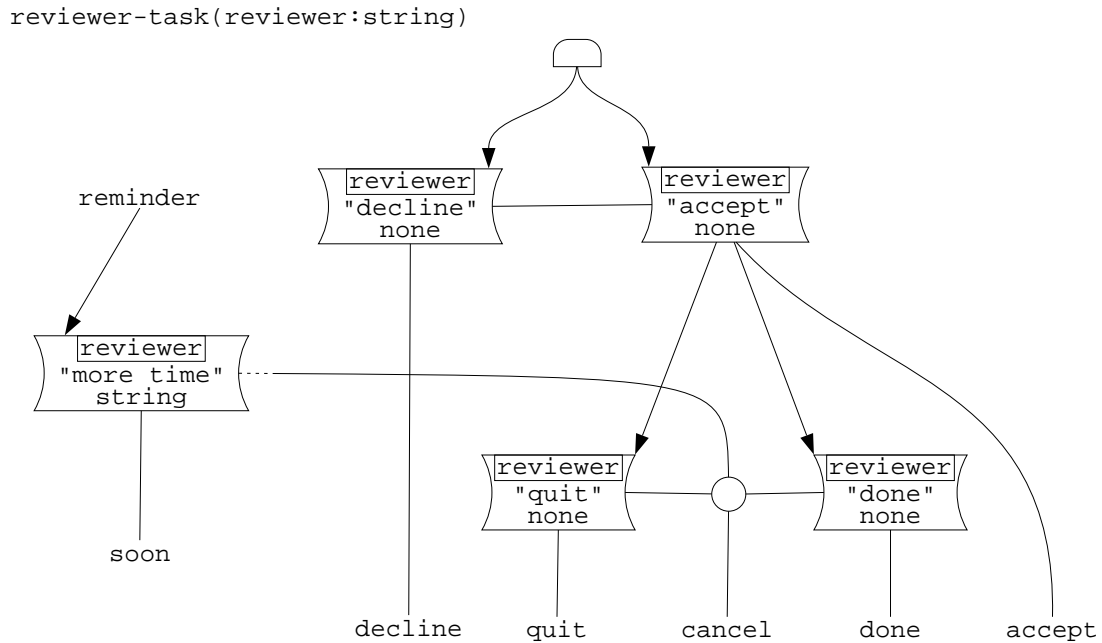 reviewer-task(reviewer:string)
reviewer
"decline"
none
reviewer
"accept"
none
reminder
reviewer
"more time"
string
reviewer
"quit"
none
reviewer
"done"
none
soon
decline
quit
cancel
done
accept